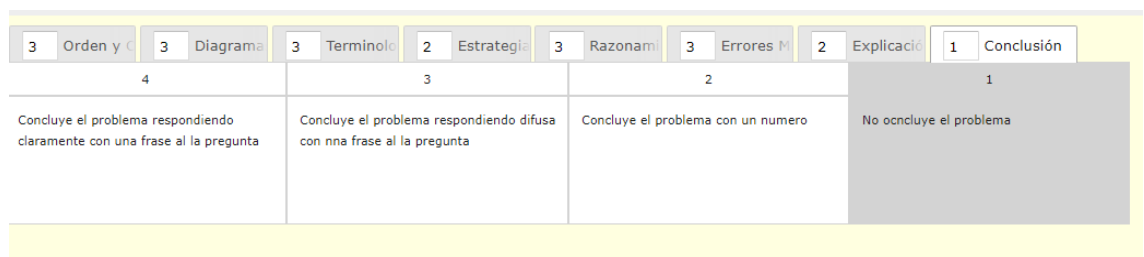 3 Orden y 3 Diagrama 3 Terminolo 2 Estrategia 3 Razonami 3 Errores M 2 Explicació 1 Conclusión
4 3 2 1
Concluye el problema respondiendo
claramente con una frase al la pregunta
Concluye el problema respondiendo difusa
con nna frase al la pregunta
Concluye el problema con un numero
No ocncluye el problema